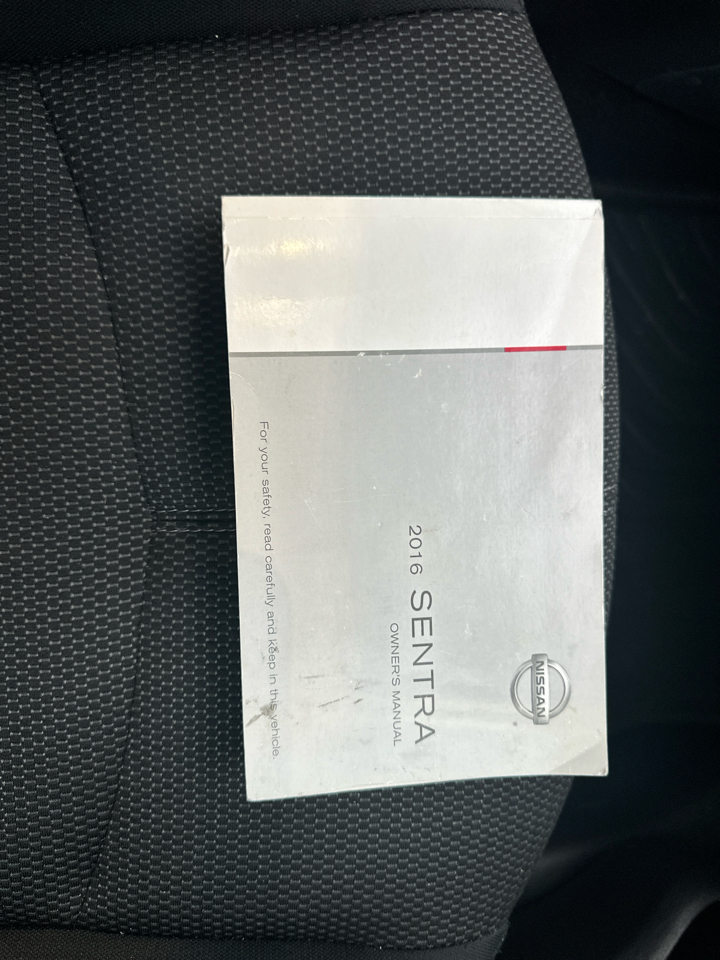 NISSAN
2016 SENTRA
OWNER'S MANUAL
For your safety, read carefully and keep in this vehicle.